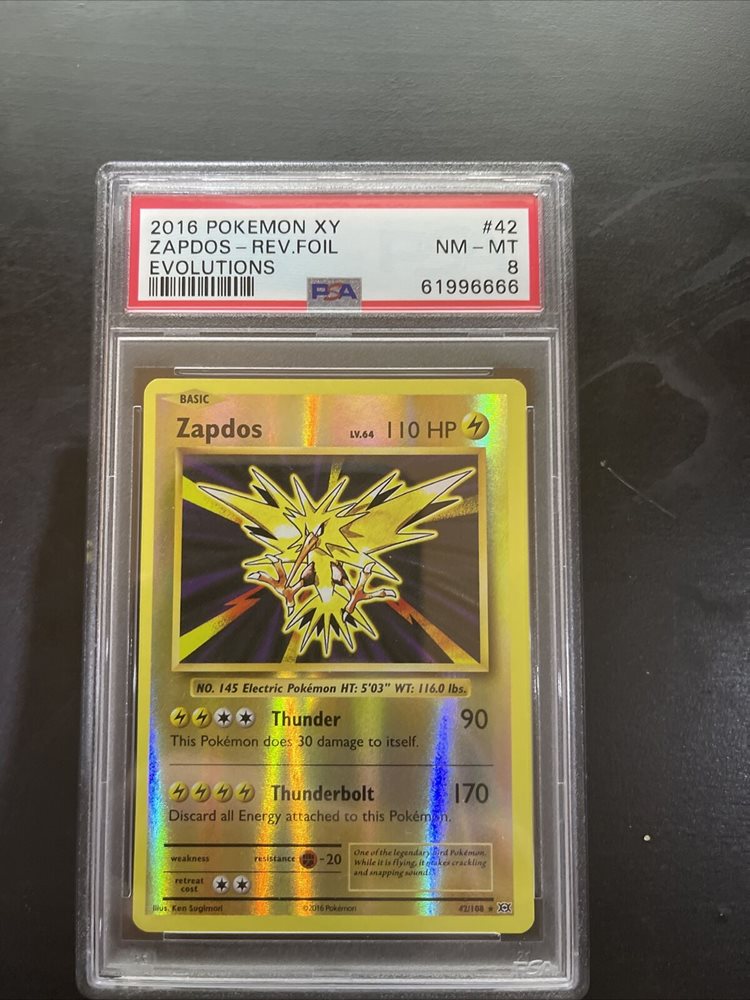 2016 POKEMON XY #42
ZAPDOS - REV.FOIL NM - MT
EVOLUTIONS 8
PSA 61996666
BASIC
Zapdos LV.64 110 HP
NO. 145 Electric Pokémon HT: 5'03" WT: 116.0 lbs.
Thunder 90
This Pokémon does 30 damage to itself.
Thunderbolt 170
Discard all Energy attached to this Pokémon.
weakness resistance -20
One of the legendary bird Pokémon.
While it is flying, it makes crackling
and snapping sounds.
retreat
cost
Illus. Ken Sugimori ©2016 Pokémon 42/108 ★ XY